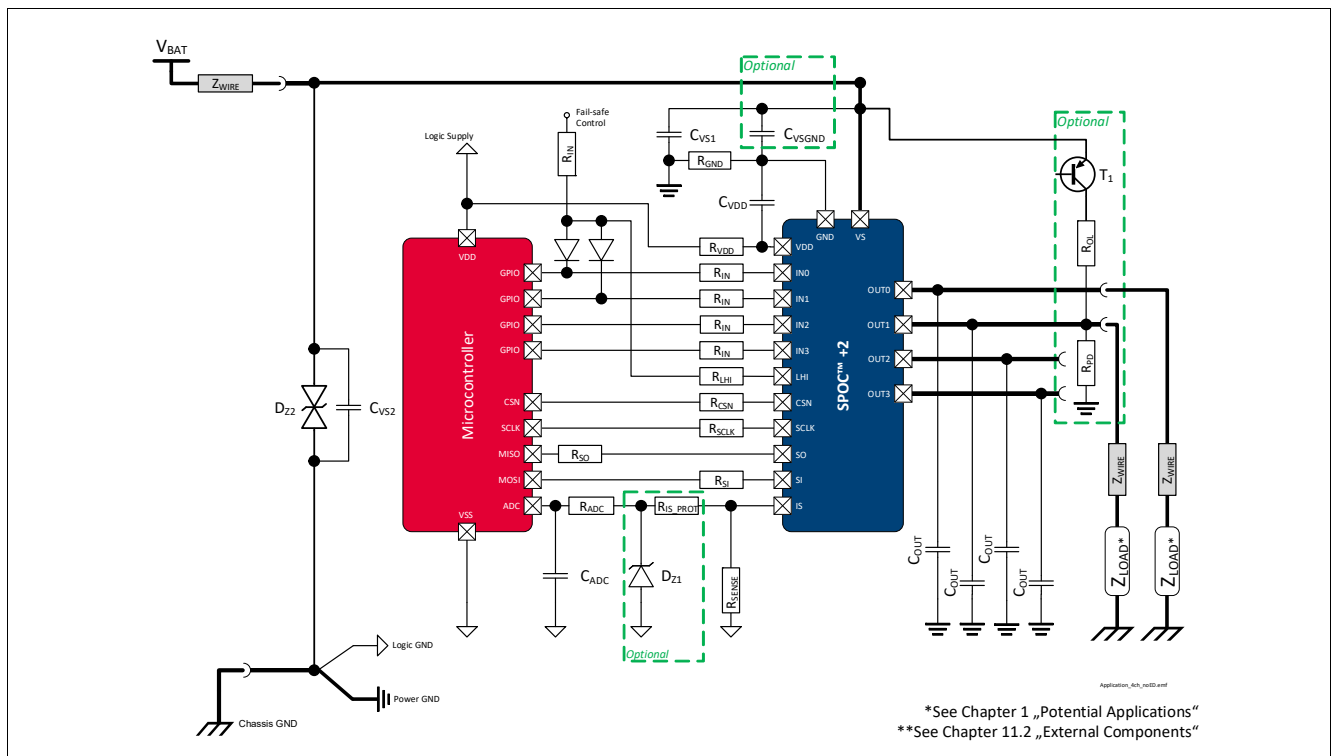 VBAT
ZWIRE
Optional
Fail-safe
Control
Logic Supply
RIN
CVS1
CVSGND
RGND
CVDD
Optional
T1
ROL
RPD
VDD
GPIO
GPIO
GPIO
GPIO
CSN
SCLK
MISO
MOSI
ADC
VSS
Microcontroller
RVDD
RIN
RIN
RIN
RIN
RLHI
RCSN
RSCLK
RSO
RSI
RADC
RIS_PROT
GND
VS
VDD
IN0
IN1
IN2
IN3
LHI
CSN
SCLK
SO
SI
IS
SPOC™ +2
OUT0
OUT1
OUT2
OUT3
DZ2
CVS2
CADC
DZ1
RSENSE
Optional
COUT
COUT
COUT
COUT
ZWIRE
ZWIRE
ZLOAD*
ZLOAD*
Logic GND
Power GND
Chassis GND
Application_4ch_noED.emf
*See Chapter 1 „Potential Applications“
**See Chapter 11.2 „External Components“